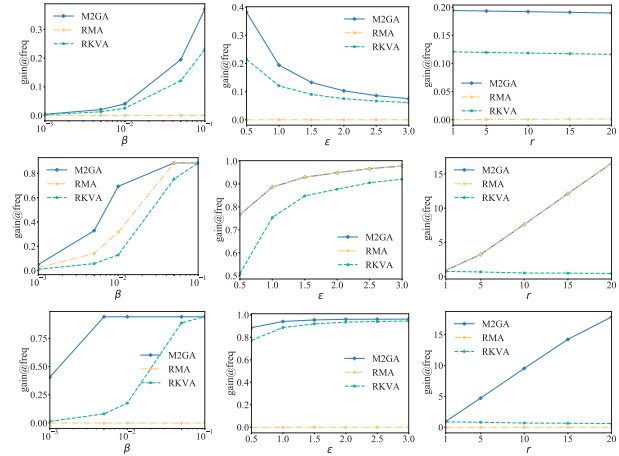 gain@freq
0.4
0.2
0.0
10⁻³
10⁻²
10⁻¹
β
M2GA
RMA
RKVA
gain@freq
0.4
0.3
0.2
0.1
0.0
0.5
1.0
1.5
2.0
2.5
3.0
ε
M2GA
RMA
RKVA
gain@freq
0.20
0.15
0.10
0.05
0.00
1
5
10
15
20
r
M2GA
RMA
RKVA
gain@freq
0.8
0.6
0.4
0.2
0.0
10⁻³
10⁻²
10⁻¹
β
M2GA
RMA
RKVA
gain@freq
1.0
0.9
0.8
0.7
0.6
0.5
0.5
1.0
1.5
2.0
2.5
3.0
ε
M2GA
RMA
RKVA
gain@freq
15
10
5
0
1
5
10
15
20
r
M2GA
RMA
RKVA
gain@freq
0.75
0.50
0.25
0.00
10⁻³
10⁻²
10⁻¹
β
M2GA
RMA
RKVA
gain@freq
1.0
0.8
0.6
0.4
0.2
0.0
0.5
1.0
1.5
2.0
2.5
3.0
ε
M2GA
RMA
RKVA
gain@freq
15
10
5
0
1
5
10
15
20
r
M2GA
RMA
RKVA